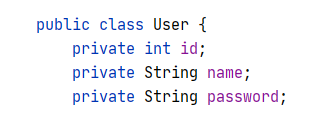 public class User {
    private int id;
    private String name;
    private String password;